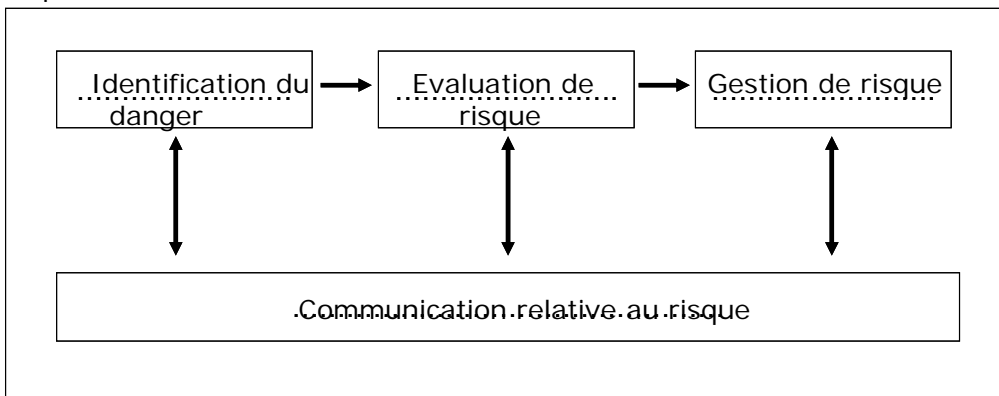 Identification du
danger
Evaluation de
risque
Gestion de risque
Communication relative au risque